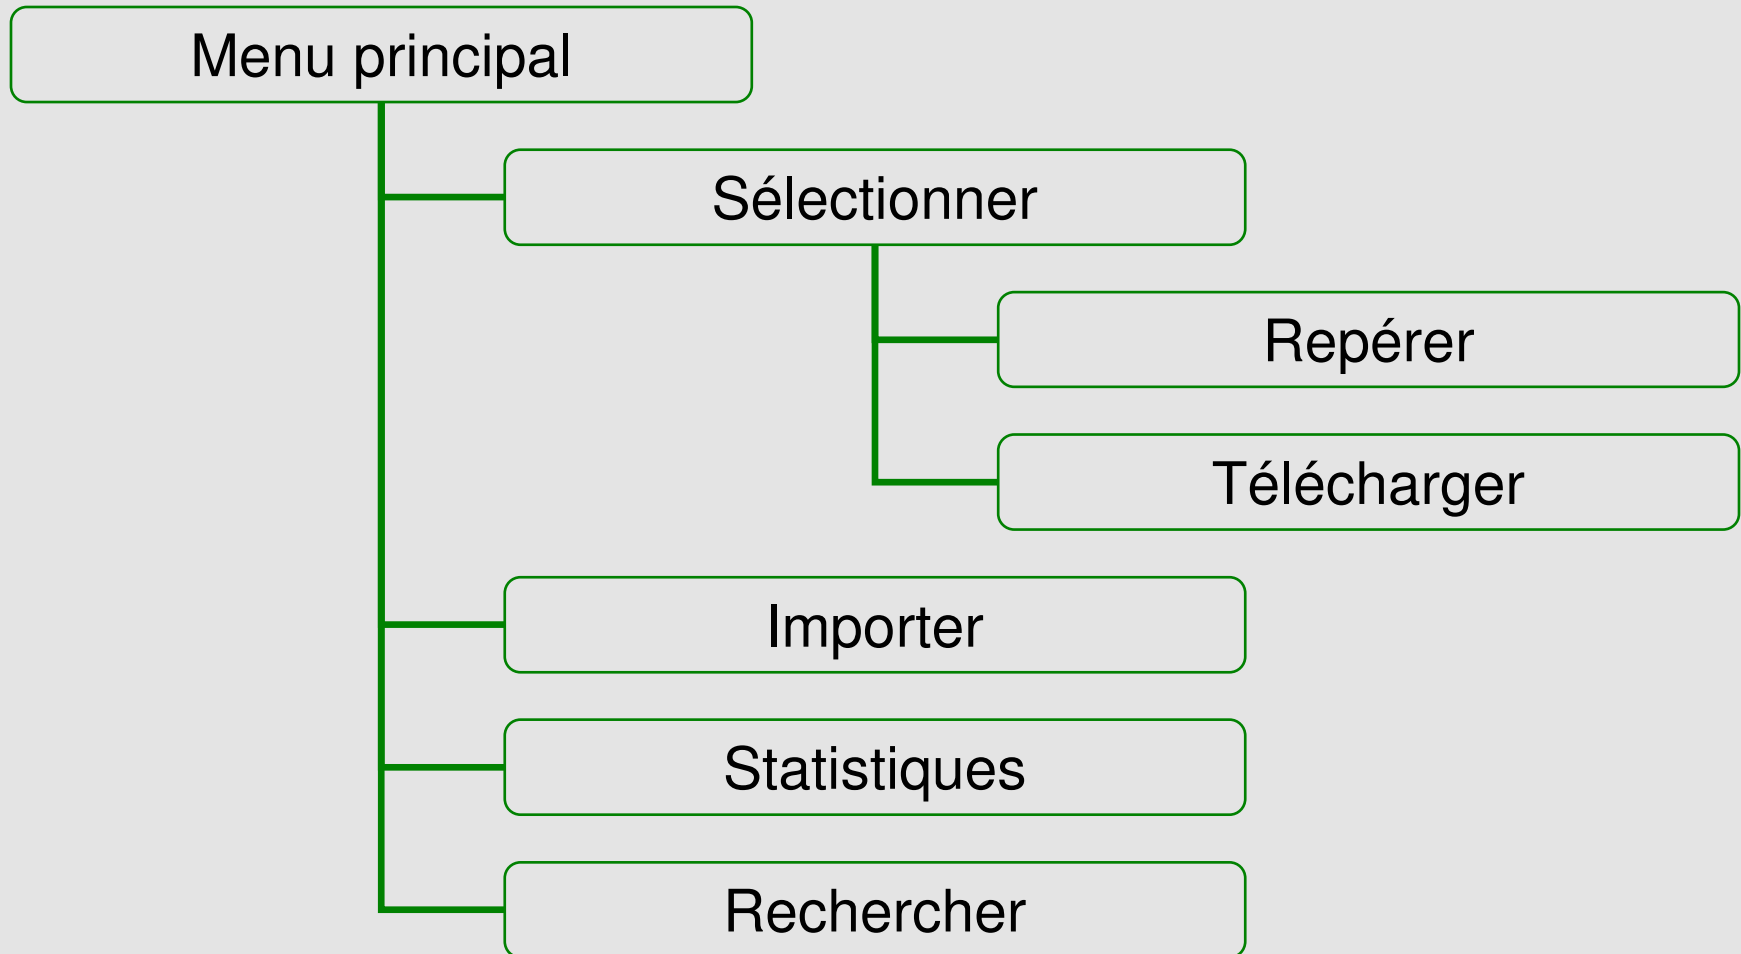 Menu principal
Sélectionner
Repérer
Télécharger
Importer
Statistiques
Rechercher